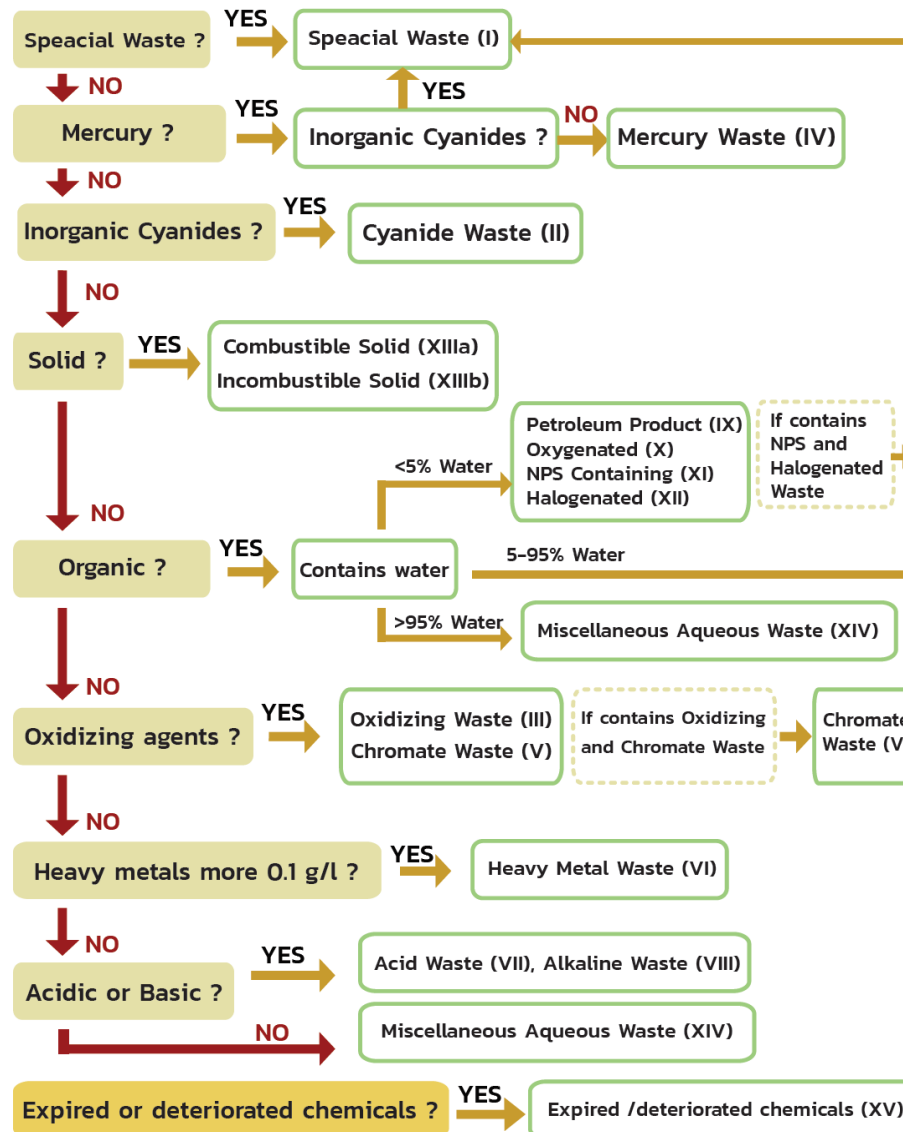 Speacial Waste ?
YES
Speacial Waste (I)
NO
YES
Mercury ?
YES
Inorganic Cyanides ?
NO
Mercury Waste (IV)
NO
Inorganic Cyanides ?
YES
Cyanide Waste (II)
NO
Solid ?
YES
Combustible Solid (XIIIa)
Incombustible Solid (XIIIb)
NO
<5% Water
Petroleum Product (IX)
Oxygenated (X)
NPS Containing (XI)
Halogenated (XII)
If contains
NPS and
Halogenated
Waste
Organic ?
YES
Contains water
5-95% Water
>95% Water
Miscellaneous Aqueous Waste (XIV)
NO
Oxidizing agents ?
YES
Oxidizing Waste (III)
Chromate Waste (V)
If contains Oxidizing
and Chromate Waste
Chromate
Waste (V
NO
Heavy metals more 0.1 g/l ?
YES
Heavy Metal Waste (VI)
NO
Acidic or Basic ?
YES
Acid Waste (VII), Alkaline Waste (VIII)
NO
Miscellaneous Aqueous Waste (XIV)
Expired or deteriorated chemicals ?
YES
Expired /deteriorated chemicals (XV)